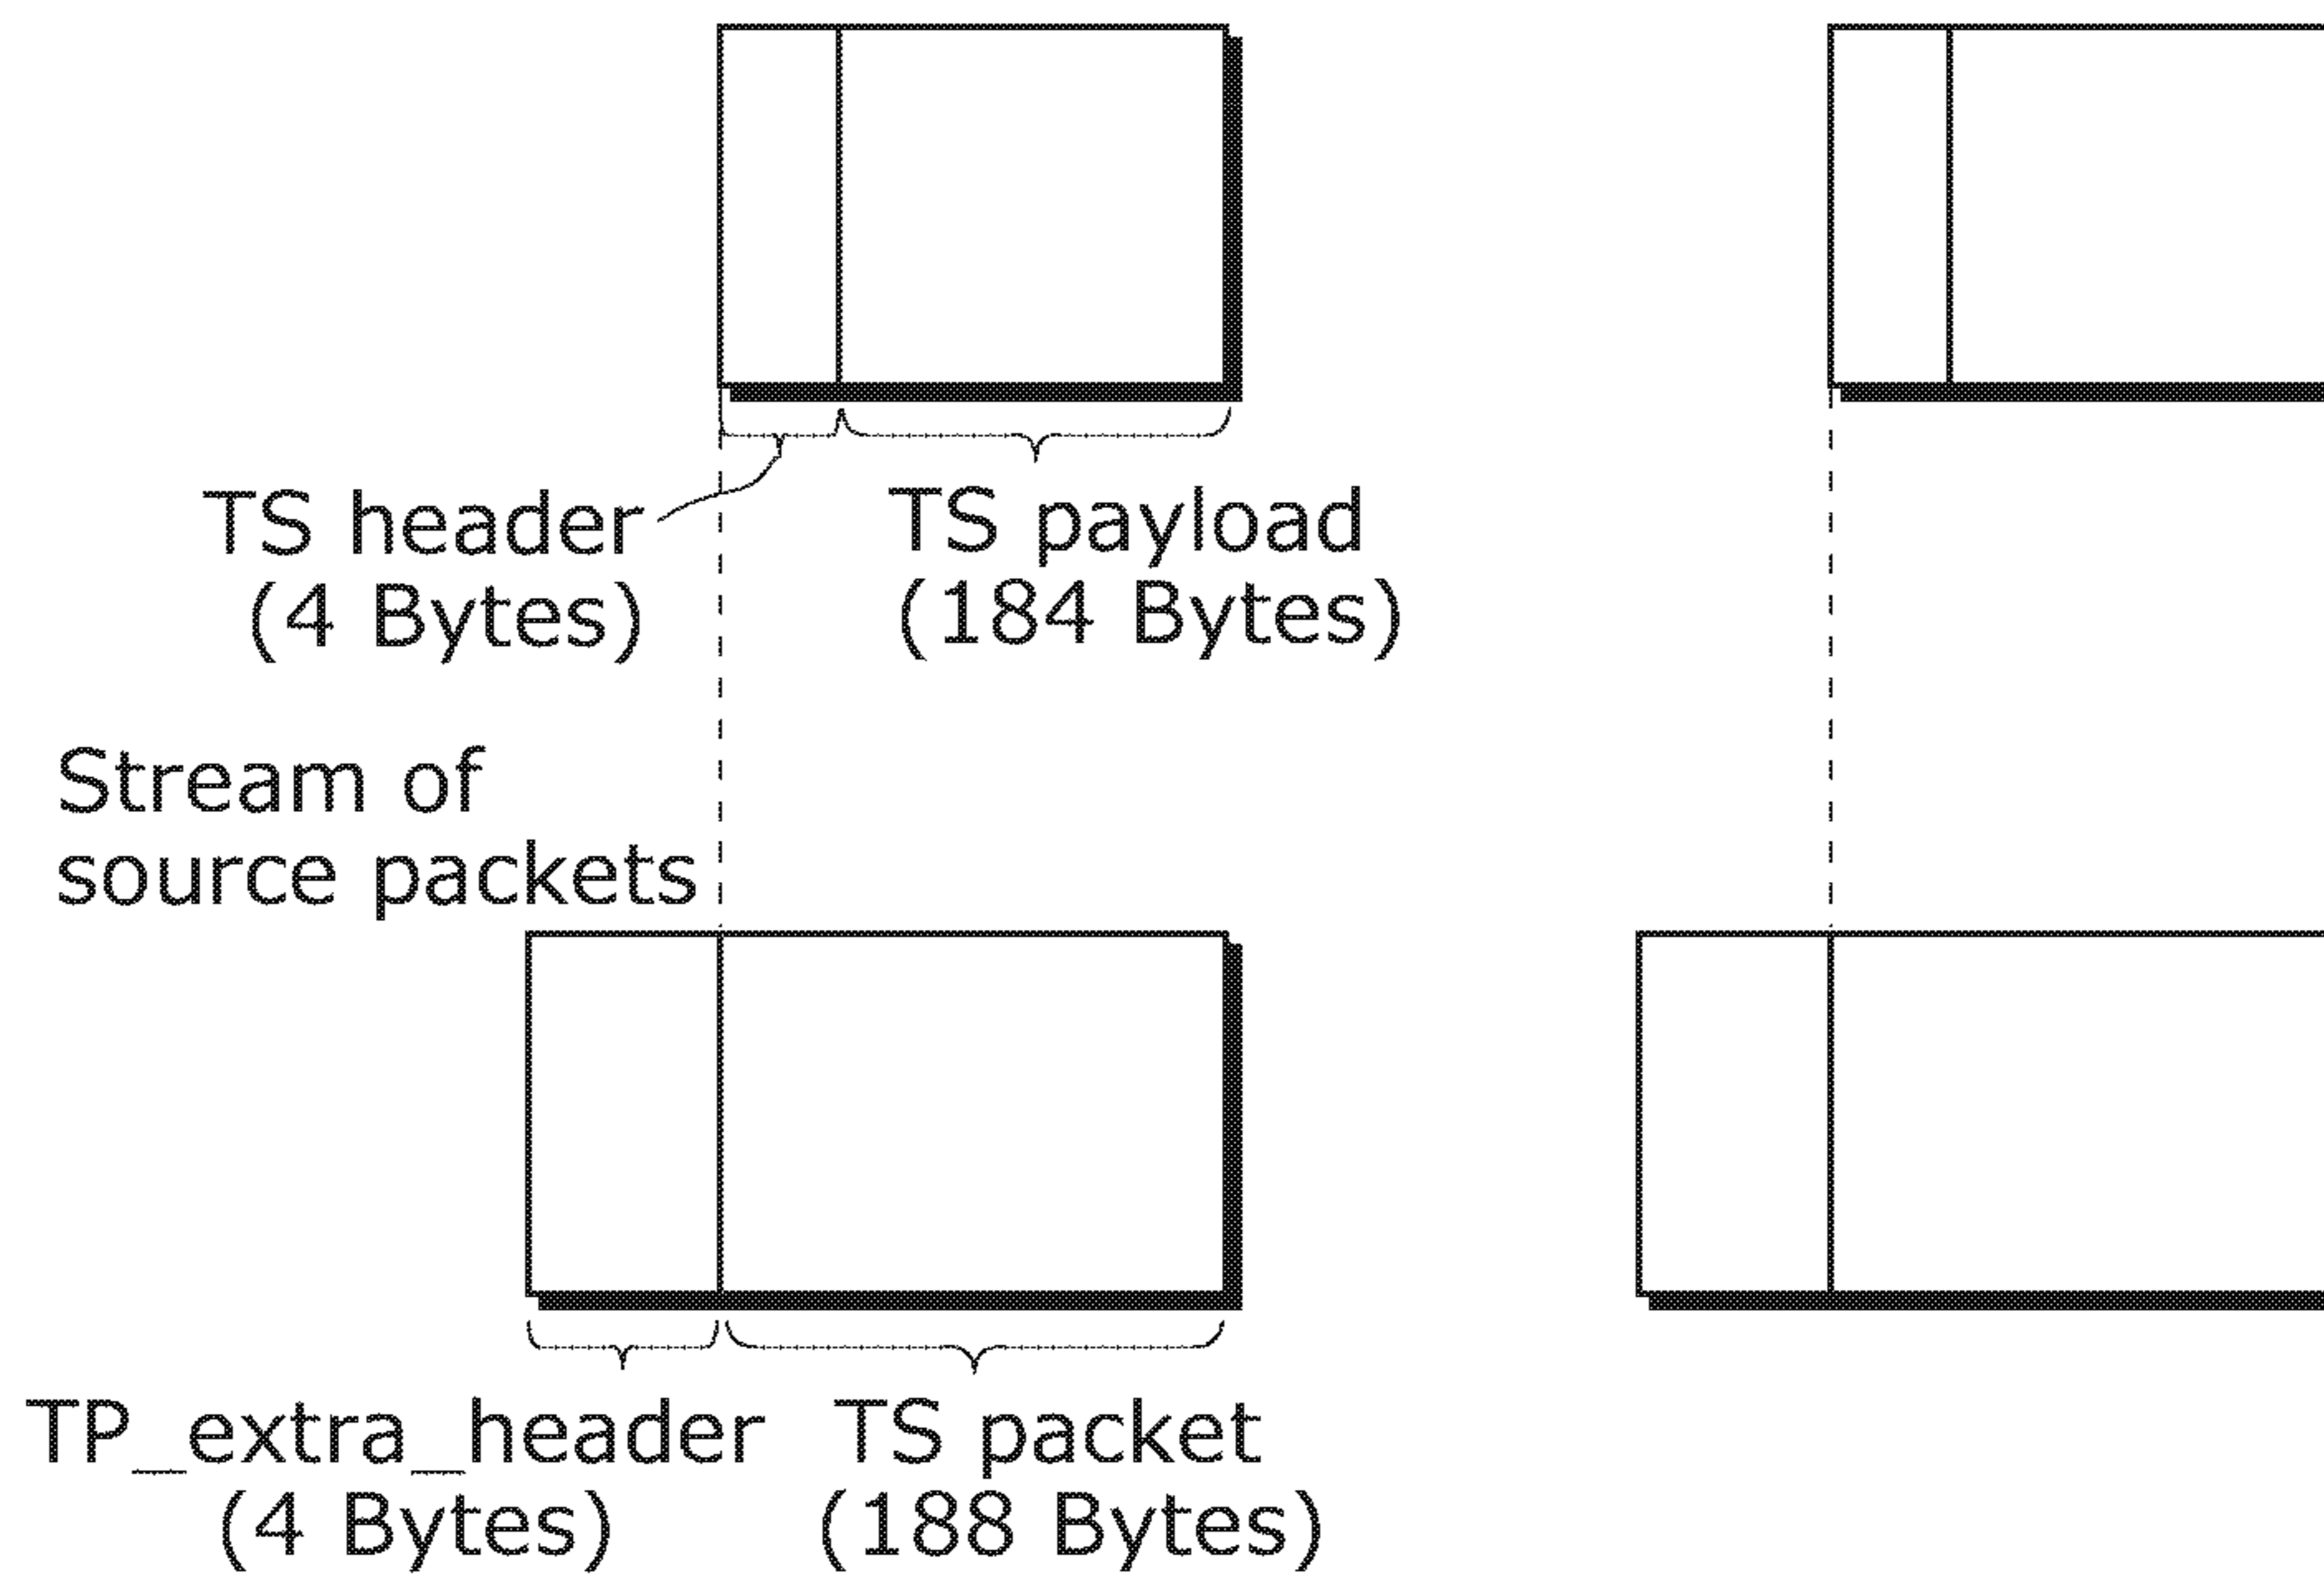 TS header
(4 Bytes)
TS payload
(184 Bytes)
Stream of
source packets
TP_extra_header
(4 Bytes)
TS packet
(188 Bytes)